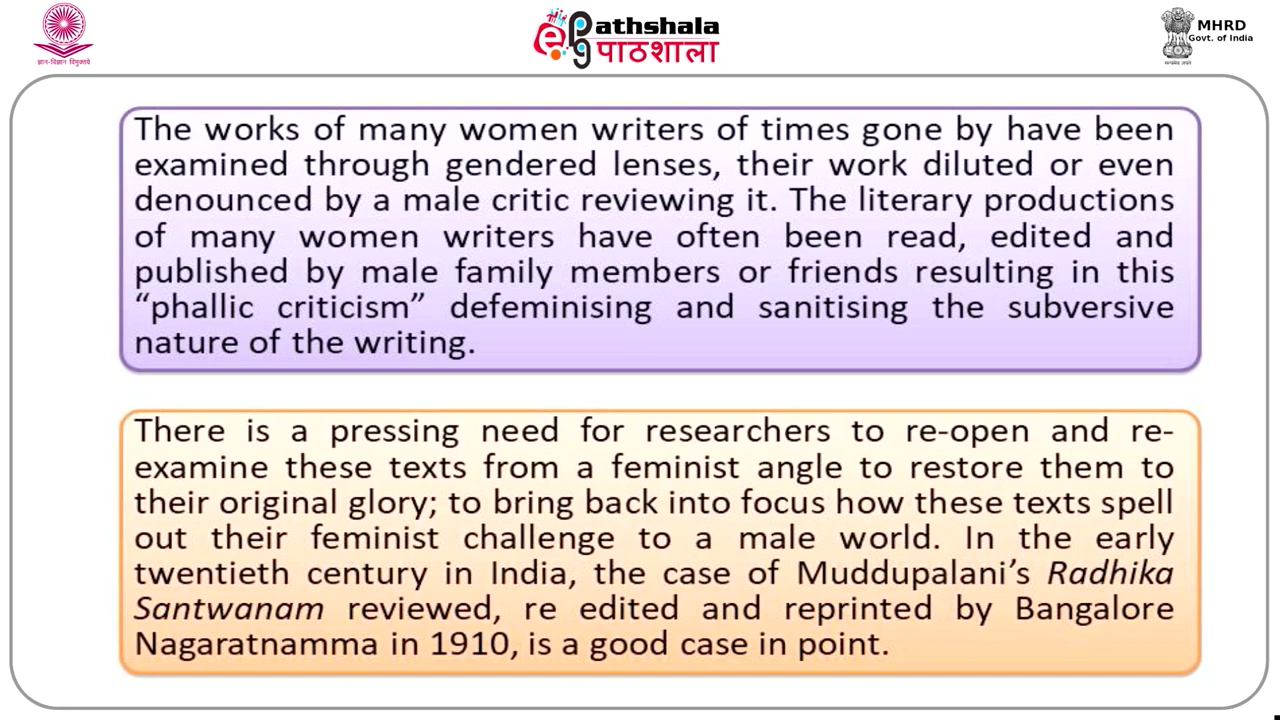 ज्ञान-विज्ञान विमुक्तये
e pg athshala
पाठशाला
MHRD
Govt. of India
सत्यमेव जयते
The works of many women writers of times gone by have been
examined through gendered lenses, their work diluted or even
denounced by a male critic reviewing it. The literary productions
of many women writers have often been read, edited and
published by male family members or friends resulting in this
“phallic criticism” defeminising and sanitising the subversive
nature of the writing.
There is a pressing need for researchers to re-open and re-
examine these texts from a feminist angle to restore them to
their original glory; to bring back into focus how these texts spell
out their feminist challenge to a male world. In the early
twentieth century in India, the case of Muddupalani’s Radhika
Santwanam reviewed, re edited and reprinted by Bangalore
Nagaratnamma in 1910, is a good case in point.